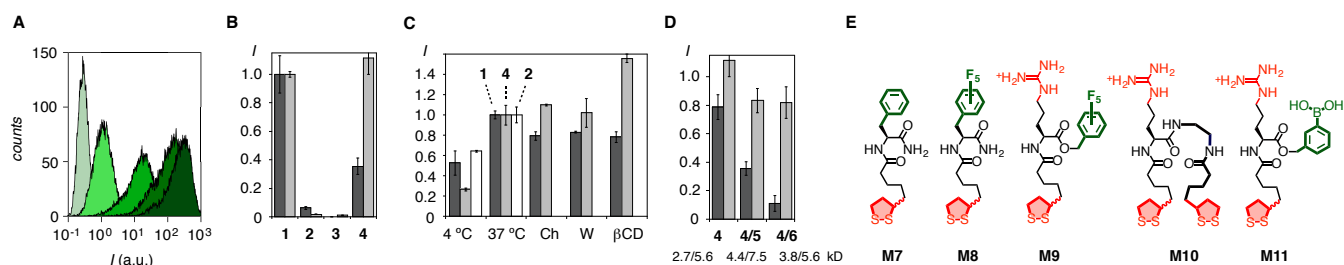 A
150
100
50
0
counts
10-1 100 101 102 103
I (a.u.)
B
I
1
0.8
0.6
0.4
0.2
0
1 2 3 4
C
I
1.6
1.4
1.2
1.0
0.8
0.6
0.4
0.2
0
1 4 2
4 ºC 37 ºC Ch W βCD
D
I
1.0
0.8
0.6
0.4
0.2
0
4 4/5 4/6
2.7/5.6 4.4/7.5 3.8/5.6 kD
E
HN NH2 O O S-S M7
F5 HN NH2 O O S-S M8
+H2N NH2 NH F5 HN O O O S-S M9
+H2N NH2 NH HN HN O O NH O S-S S-S M10
+H2N NH2 NH HO B OH HN O O O S-S M11